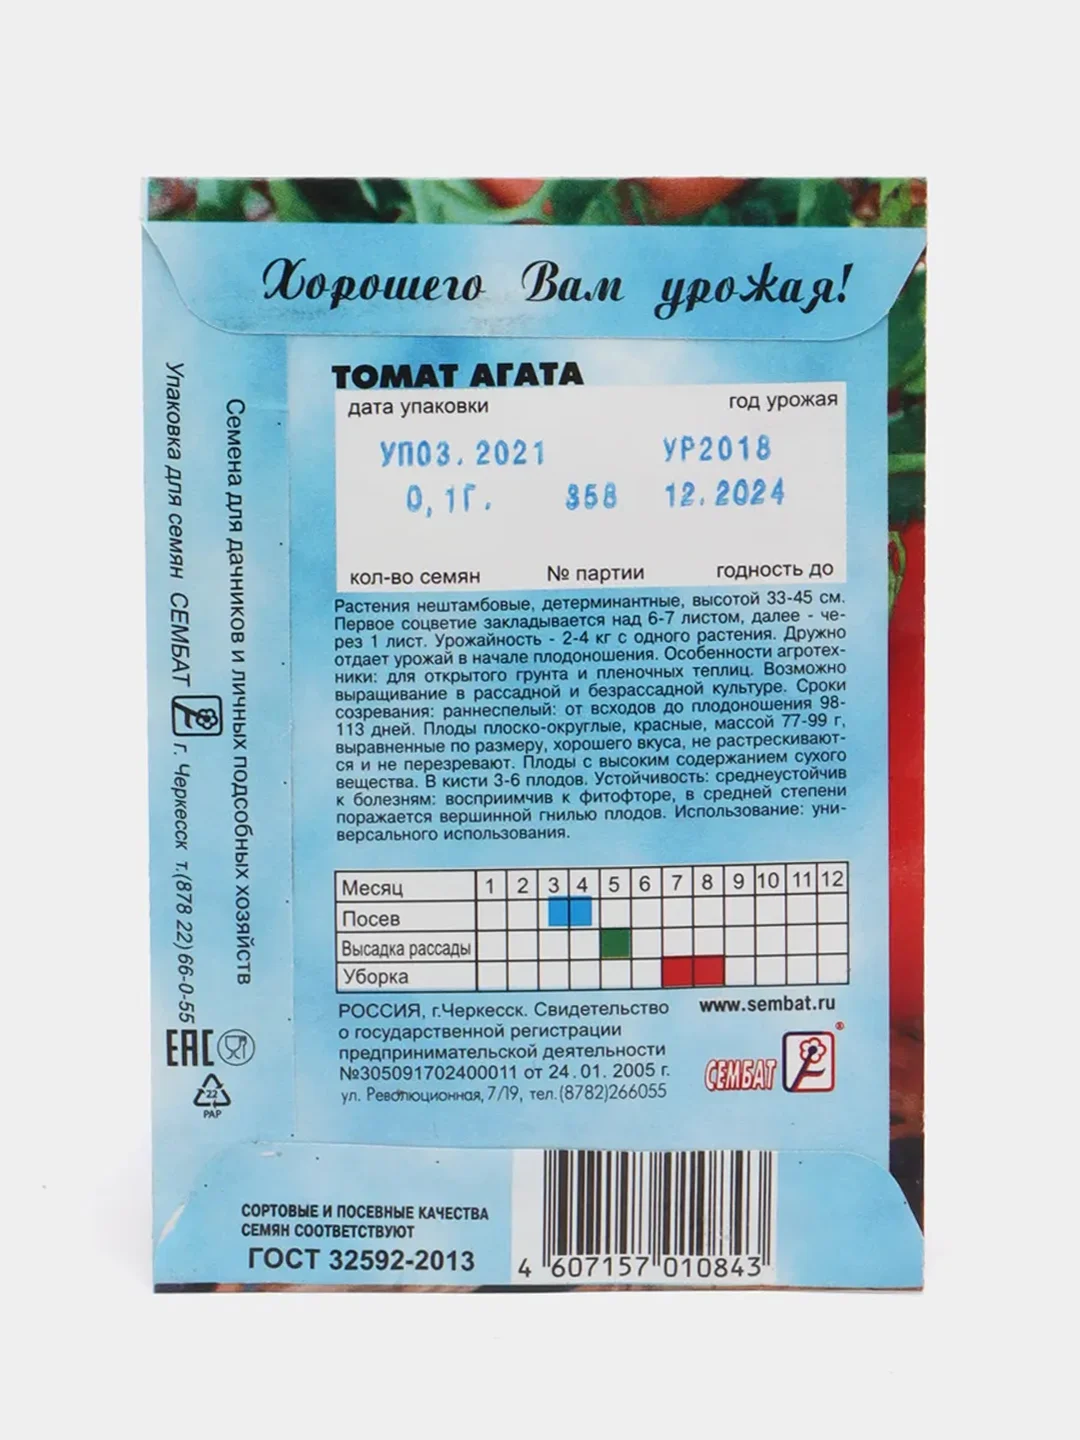 Хорошего Вам урожая!
ТОМАТ АГАТА
дата упаковки год урожая
УП03.2021 УР2018
0,1Г. 358 12.2024
кол-во семян № партии годность до
Растения нештамбовые, детерминантные, высотой 33-45 см.
Первое соцветие закладывается над 6-7 листом, далее - че-
рез 1 лист. Урожайность - 2-4 кг с одного растения. Дружно
отдает урожай в начале плодоношения. Особенности агротех-
ники: для открытого грунта и пленочных теплиц. Возможно
выращивание в рассадной и безрассадной культуре. Сроки
созревания: раннеспелый: от всходов до плодоношения 98-
113 дней. Плоды плоско-округлые, красные, массой 77-99 г,
выравненные по размеру, хорошего вкуса, не растрескивают-
ся и не перезревают. Плоды с высоким содержанием сухого
вещества. В кисти 3-6 плодов. Устойчивость: среднеустойчив
к болезням: восприимчив к фитофторе, в средней степени
поражается вершинной гнилью плодов. Использование: уни-
версального использования.
Месяц 1 2 3 4 5 6 7 8 9 10 11 12
Посев
Высадка рассады
Уборка
РОССИЯ, г.Черкесск. Свидетельство
о государственной регистрации
предпринимательской деятельности
№305091702400011 от 24.01.2005 г.
ул. Революционная, 7/19, тел.(8782)266055
www.sembat.ru
СЕМБАТ
®
Семена для дачников и личных подсобных хозяйств
Упаковка для семян СЕМБАТ г. Черкесск т.(878 22) 66-0-55
EAC
22
PAP
СОРТОВЫЕ И ПОСЕВНЫЕ КАЧЕСТВА
СЕМЯН СООТВЕТСТВУЮТ
ГОСТ 32592-2013
4 607157 010843